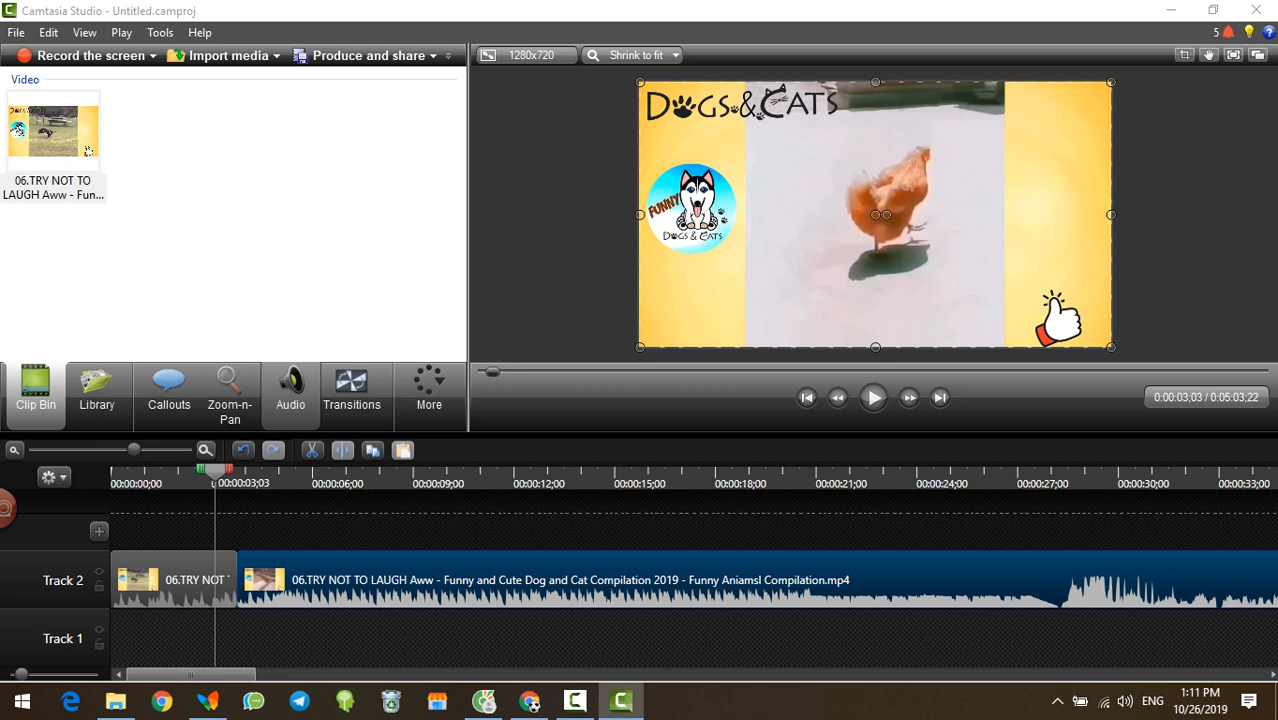 Camtasia Studio - Untitled.camproj
File Edit View Play Tools Help
5
Record the screen Import media Produce and share
1280x720 Shrink to fit
Video
06.TRY NOT TO
LAUGH Aww - Fun...
DOGS & CATS
FUNNY
DOGS & CATS
Clip Bin Library Callouts Zoom-n-Pan Audio Transitions More
0:00:03;03 / 0:05:03;22
00:00:00;00 00:00:03;03 00:00:06;00 00:00:09;00 00:00:12;00 00:00:15;00 00:00:18;00 00:00:21;00 00:00:24;00 00:00:27;00 00:00:30;00 00:00:33;00
Track 2 06.TRY NOT 06.TRY NOT TO LAUGH Aww - Funny and Cute Dog and Cat Compilation 2019 - Funny Aniamsl Compilation.mp4
Track 1
ENG
1:11 PM
10/26/2019